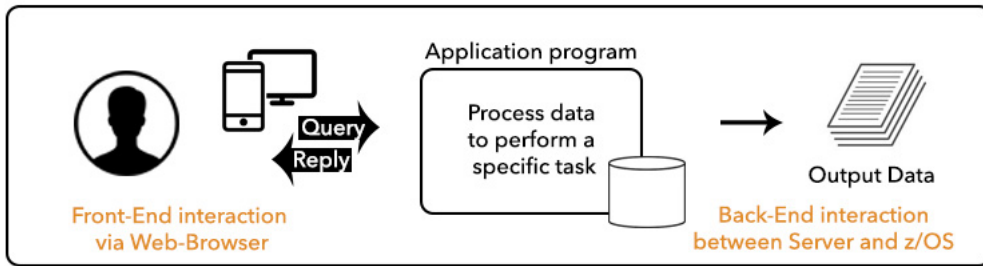 Application program
Process data
to perform a
specific task
Query
Reply
Output Data
Front-End interaction
via Web-Browser
Back-End interaction
between Server and z/OS